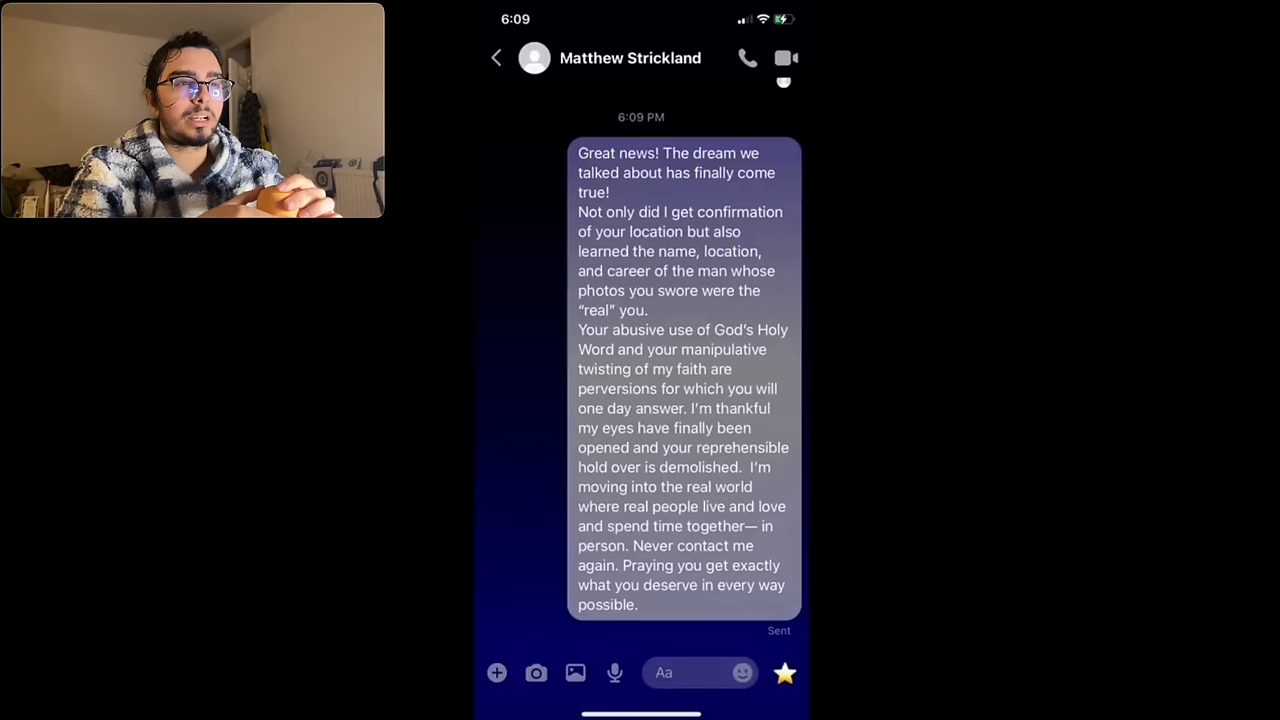 6:09
Matthew Strickland
6:09 PM
Great news! The dream we
talked about has finally come
true!
Not only did I get confirmation
of your location but also
learned the name, location,
and career of the man whose
photos you swore were the
“real” you.
Your abusive use of God’s Holy
Word and your manipulative
twisting of my faith are
perversions for which you will
one day answer. I’m thankful
my eyes have finally been
opened and your reprehensible
hold over is demolished.  I’m
moving into the real world
where real people live and love
and spend time together— in
person. Never contact me
again. Praying you get exactly
what you deserve in every way
possible.
Sent
Aa